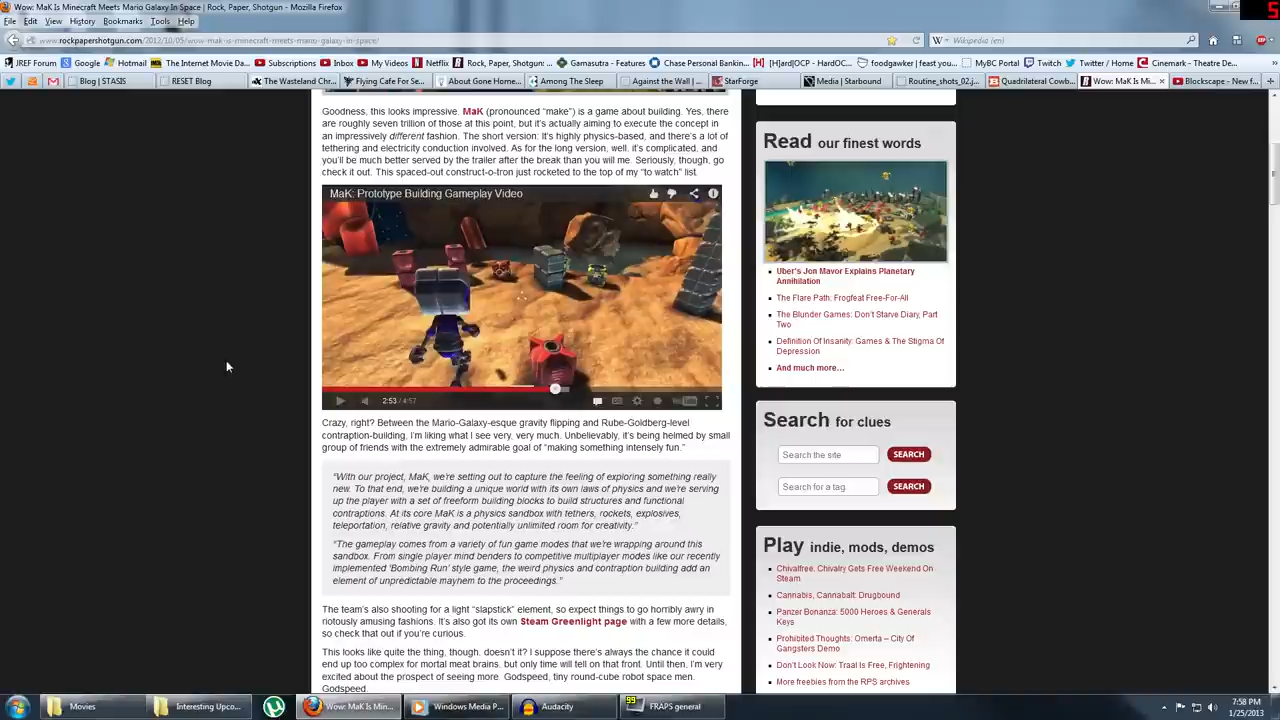 Wow: MaK Is Minecraft Meets Mario Galaxy In Space | Rock, Paper, Shotgun - Mozilla Firefox
5
File Edit View History Bookmarks Tools Help
www.rockpapershotgun.com/2012/10/05/wow-mak-is-minecraft-meets-mario-galaxy-in-space/
Wikipedia (en)
JREF Forum Google Hotmail The Internet Movie Da... Subscriptions Inbox My Videos Netflix Rock, Paper, Shotgun: ... Gamasutra - Features Chase Personal Banking... [H]ard|OCP - HardOC... foodgawker | feast yo... MyBC Portal Twitch Twitter / Home Cinemark - Theatre De...
Blog | STASIS RESET Blog The Wasteland Chr... Flying Cafe For Se... About Gone Home... Among The Sleep Against the Wall | ... StarForge Media | Starbound Routine_shots_02.j... Quadrilateral Cowb... Wow: MaK Is Mi... Blockscape - New f...
Goodness, this looks impressive. MaK (pronounced “make”) is a game about building. Yes, there
are roughly seven trillion of those at this point, but it's actually aiming to execute the concept in
an impressively different fashion. The short version: It's highly physics-based, and there's a lot of
tethering and electricity conduction involved. As for the long version, well, it's complicated, and
you'll be much better served by the trailer after the break than you will me. Seriously, though, go
check it out. This spaced-out construct-o-tron just rocketed to the top of my “to watch” list.
MaK: Prototype Building Gameplay Video
2:53 / 4:57
Crazy, right? Between the Mario-Galaxy-esque gravity flipping and Rube-Goldberg-level
contraption-building, I'm liking what I see very, very much. Unbelievably, it's being helmed by small
group of friends with the extremely admirable goal of “making something intensely fun.”
“With our project, MaK, we're setting out to capture the feeling of exploring something really
new. To that end, we're building a unique world with its own laws of physics and we're serving
up the player with a set of freeform building blocks to build structures and functional
contraptions. At its core MaK is a physics sandbox with tethers, rockets, explosives,
teleportation, relative gravity and potentially unlimited room for creativity.”
“The gameplay comes from a variety of fun game modes that we're wrapping around this
sandbox. From single player mind benders to competitive multiplayer modes like our recently
implemented 'Bombing Run' style game, the weird physics and contraption building add an
element of unpredictable mayhem to the proceedings.”
The team's also shooting for a light “slapstick” element, so expect things to go horribly awry in
riotously amusing fashions. It's also got its own Steam Greenlight page with a few more details,
so check that out if you're curious.
This looks like quite the thing, though, doesn't it? I suppose there's always the chance it could
end up too complex for mortal meat brains, but only time will tell on that front. Until then, I'm very
excited about the prospect of seeing more. Godspeed, tiny round-cube robot space men.
Godspeed.
Read our finest words
Uber's Jon Mavor Explains Planetary
Annihilation
The Flare Path: Frogfeat Free-For-All
The Blunder Games: Don't Starve Diary, Part
Two
Definition Of Insanity: Games & The Stigma Of
Depression
And much more...
Search for clues
Search the site SEARCH
Search for a tag SEARCH
Play indie, mods, demos
Chivalfree: Chivalry Gets Free Weekend On
Steam
Cannabis, Cannabalt: Drugbound
Panzer Bonanza: 5000 Heroes & Generals
Keys
Prohibited Thoughts: Omerta – City Of
Gangsters Demo
Don't Look Now: Traal Is Free, Frightening
More freebies from the RPS archives
Movies Interesting Upco... Wow: MaK Is Min... Windows Media P... Audacity 99 FRAPS general
7:58 PM
1/25/2013